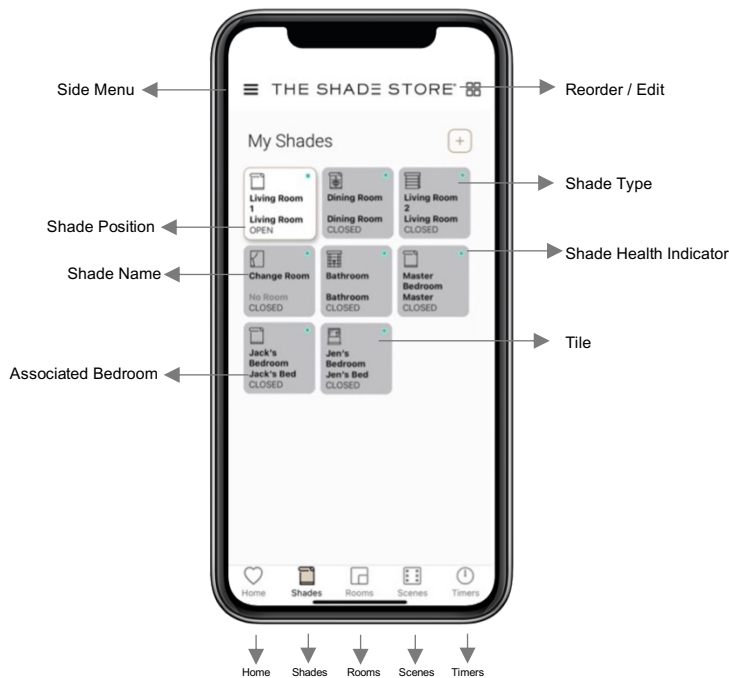 Side Menu
THE SHADE STORE
Reorder / Edit
My Shades
+
Shade Type
Living Room
1
Living Room
OPEN
Dining Room
Dining Room
CLOSED
Living Room
2
Living Room
CLOSED
Shade Position
Shade Health Indicator
Shade Name
Change Room
No Room
CLOSED
Bathroom
Bathroom
CLOSED
Master
Bedroom
Master
CLOSED
Tile
Associated Bedroom
Jack's
Bedroom
Jack's Bed
CLOSED
Jen's
Bedroom
Jen's Bed
CLOSED
Home Shades Rooms Scenes Timers
Home Shades Rooms Scenes Timers